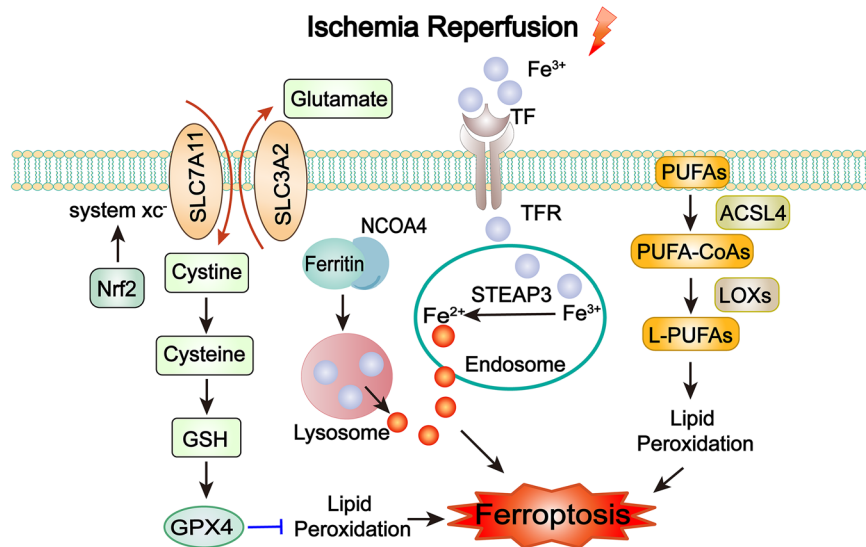 Ischemia Reperfusion
Fe³⁺
Glutamate
TF
SLC7A11
SLC3A2
PUFAs
system xc⁻
NCOA4
TFR
ACSL4
Cystine
Ferritin
PUFA-CoAs
Nrf2
STEAP3
LOXs
Fe²⁺
Fe³⁺
L-PUFAs
Cysteine
Endosome
Lysosome
Lipid
Peroxidation
GSH
GPX4
Lipid
Peroxidation
Ferroptosis